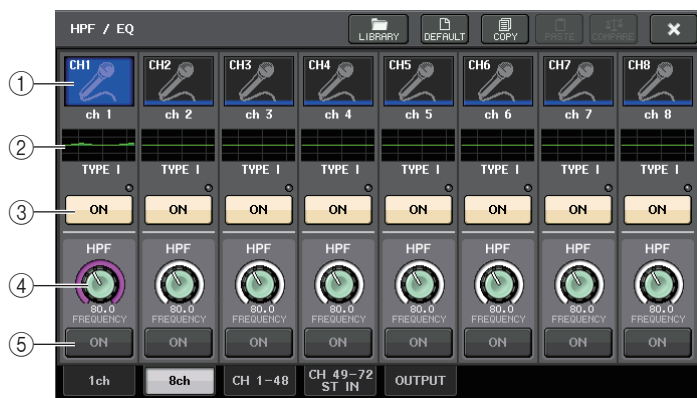 HPF / EQ
LIBRARY DEFAULT COPY PASTE COMPARE
① CH1 CH2 CH3 CH4 CH5 CH6 CH7 CH8
ch 1 ch 2 ch 3 ch 4 ch 5 ch 6 ch 7 ch 8
②
TYPE I TYPE I TYPE I TYPE I TYPE I TYPE I TYPE I TYPE I
③ ON ON ON ON ON ON ON ON
HPF HPF HPF HPF HPF HPF HPF HPF
④
80.0 80.0 80.0 80.0 80.0 80.0 80.0 80.0
FREQUENCY FREQUENCY FREQUENCY FREQUENCY FREQUENCY FREQUENCY FREQUENCY FREQUENCY
⑤ ON ON ON ON ON ON ON ON
1ch 8ch CH 1-48 CH 49-72 OUTPUT
ST IN